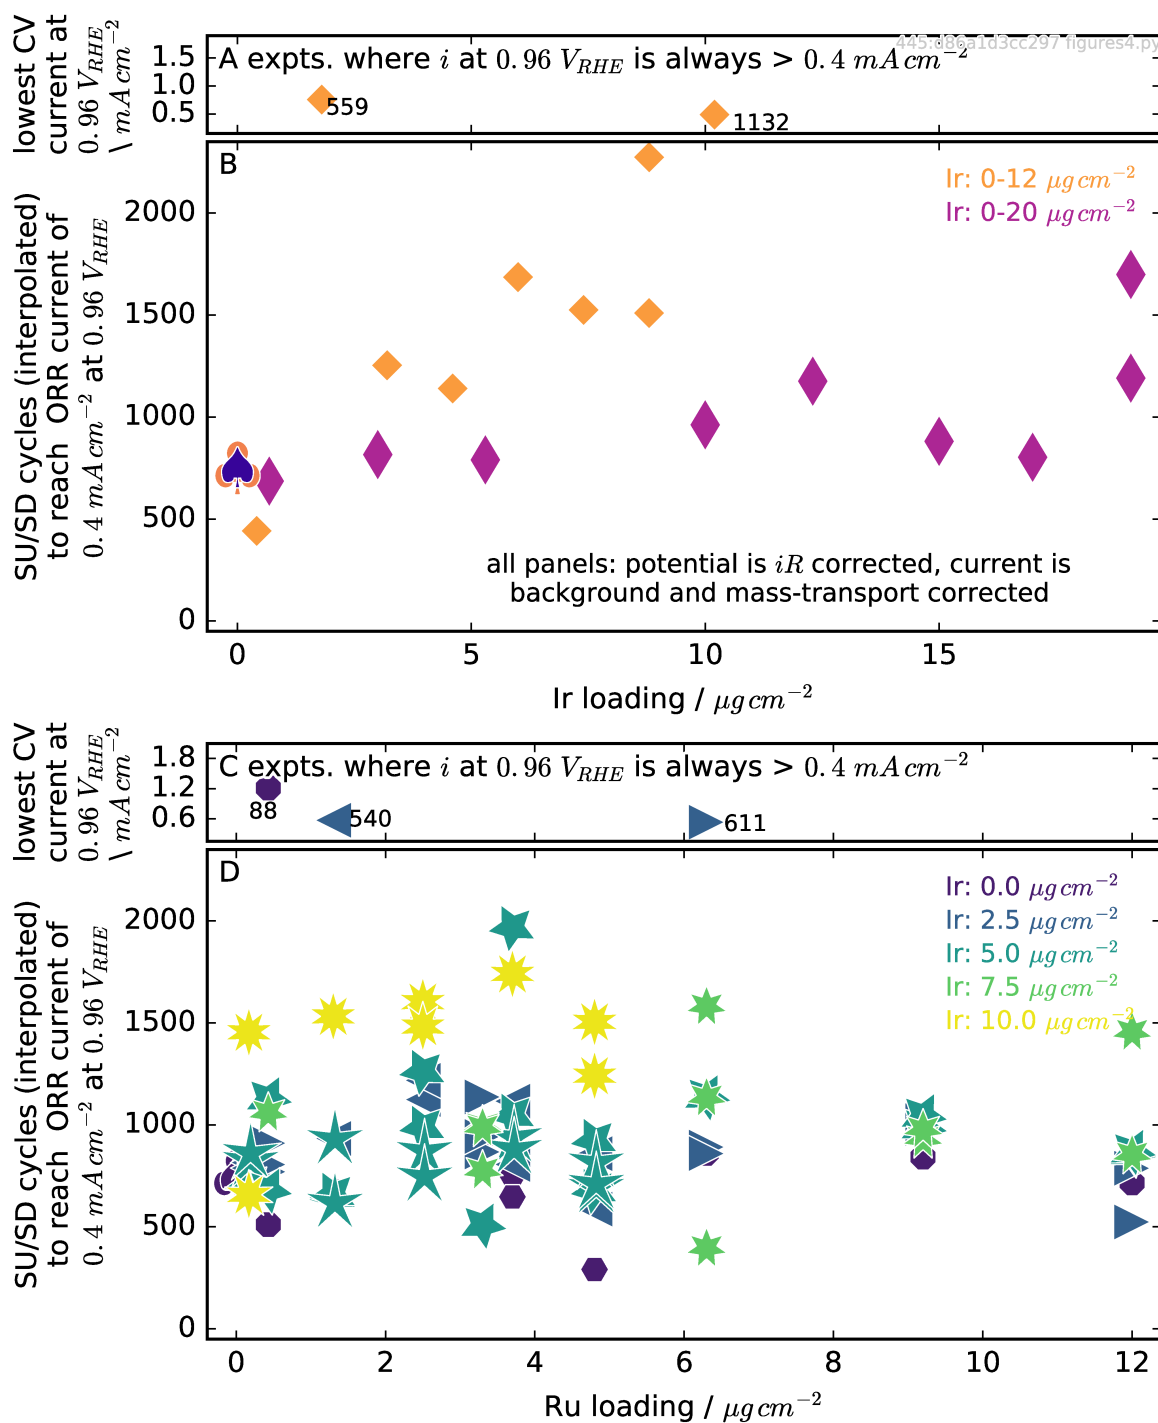 445:d86a1d3cc297 figures4.py
lowest CV
current at
0.96 V_RHE
\ mA cm⁻²
1.5
1.0
0.5
A expts. where i at 0.96 V_RHE is always > 0.4 mA cm⁻²
559
1132
B
SU/SD cycles (interpolated)
to reach ORR current of
0.4 mA cm⁻² at 0.96 V_RHE
2000
1500
1000
500
0
Ir: 0-12 μg cm⁻²
Ir: 0-20 μg cm⁻²
all panels: potential is iR corrected, current is
background and mass-transport corrected
0 5 10 15
Ir loading / μg cm⁻²
lowest CV
current at
0.96 V_RHE
\ mA cm⁻²
1.8
1.2
0.6
C expts. where i at 0.96 V_RHE is always > 0.4 mA cm⁻²
88
540
611
D
SU/SD cycles (interpolated)
to reach ORR current of
0.4 mA cm⁻² at 0.96 V_RHE
2000
1500
1000
500
0
Ir: 0.0 μg cm⁻²
Ir: 2.5 μg cm⁻²
Ir: 5.0 μg cm⁻²
Ir: 7.5 μg cm⁻²
Ir: 10.0 μg cm⁻²
0 2 4 6 8 10 12
Ru loading / μg cm⁻²